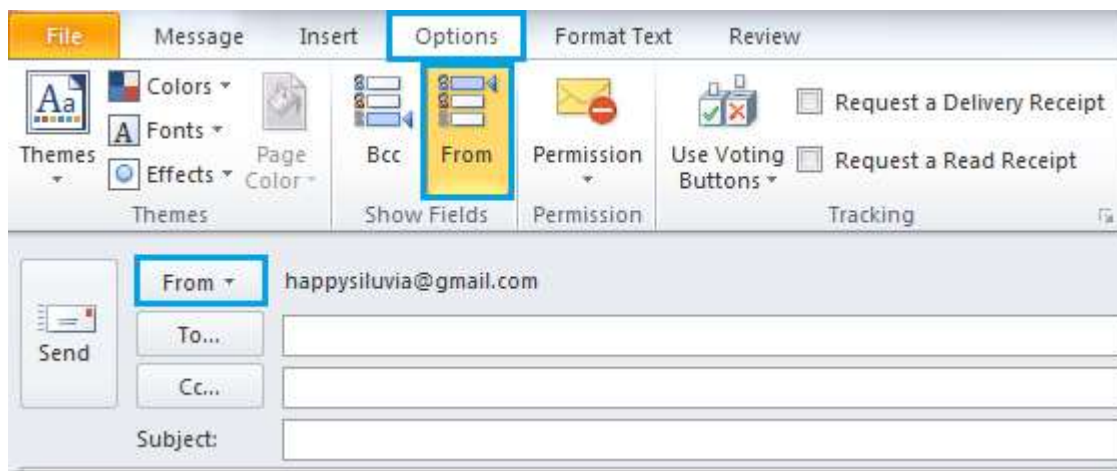 File Message Insert Options Format Text Review
Aa
Colors
A Fonts
Effects
Themes
Page
Color
Themes
Bcc
From
Show Fields
Permission
Permission
Use Voting
Buttons
Request a Delivery Receipt
Request a Read Receipt
Tracking
Send
From happysiluvia@gmail.com
To...
Cc...
Subject: